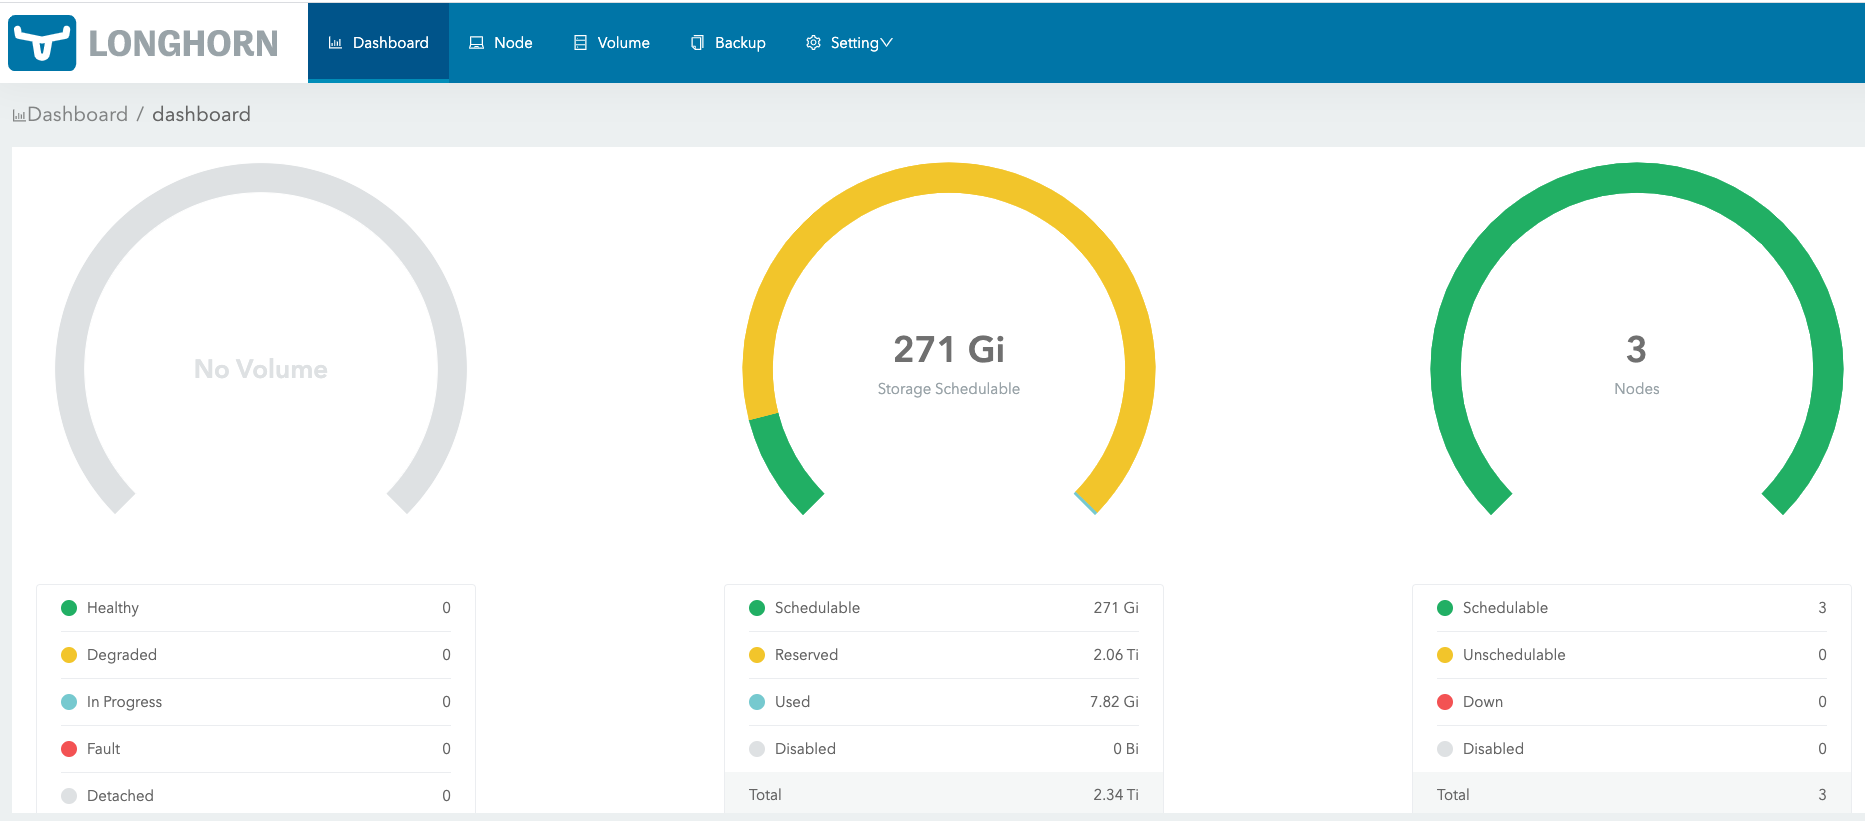 LONGHORN
Dashboard
Node
Volume
Backup
Setting
Dashboard / dashboard
No Volume
271 Gi
Storage Schedulable
3
Nodes
Healthy 0
Degraded 0
In Progress 0
Fault 0
Detached 0
Schedulable 271 Gi
Reserved 2.06 Ti
Used 7.82 Gi
Disabled 0 Bi
Total 2.34 Ti
Schedulable 3
Unschedulable 0
Down 0
Disabled 0
Total 3